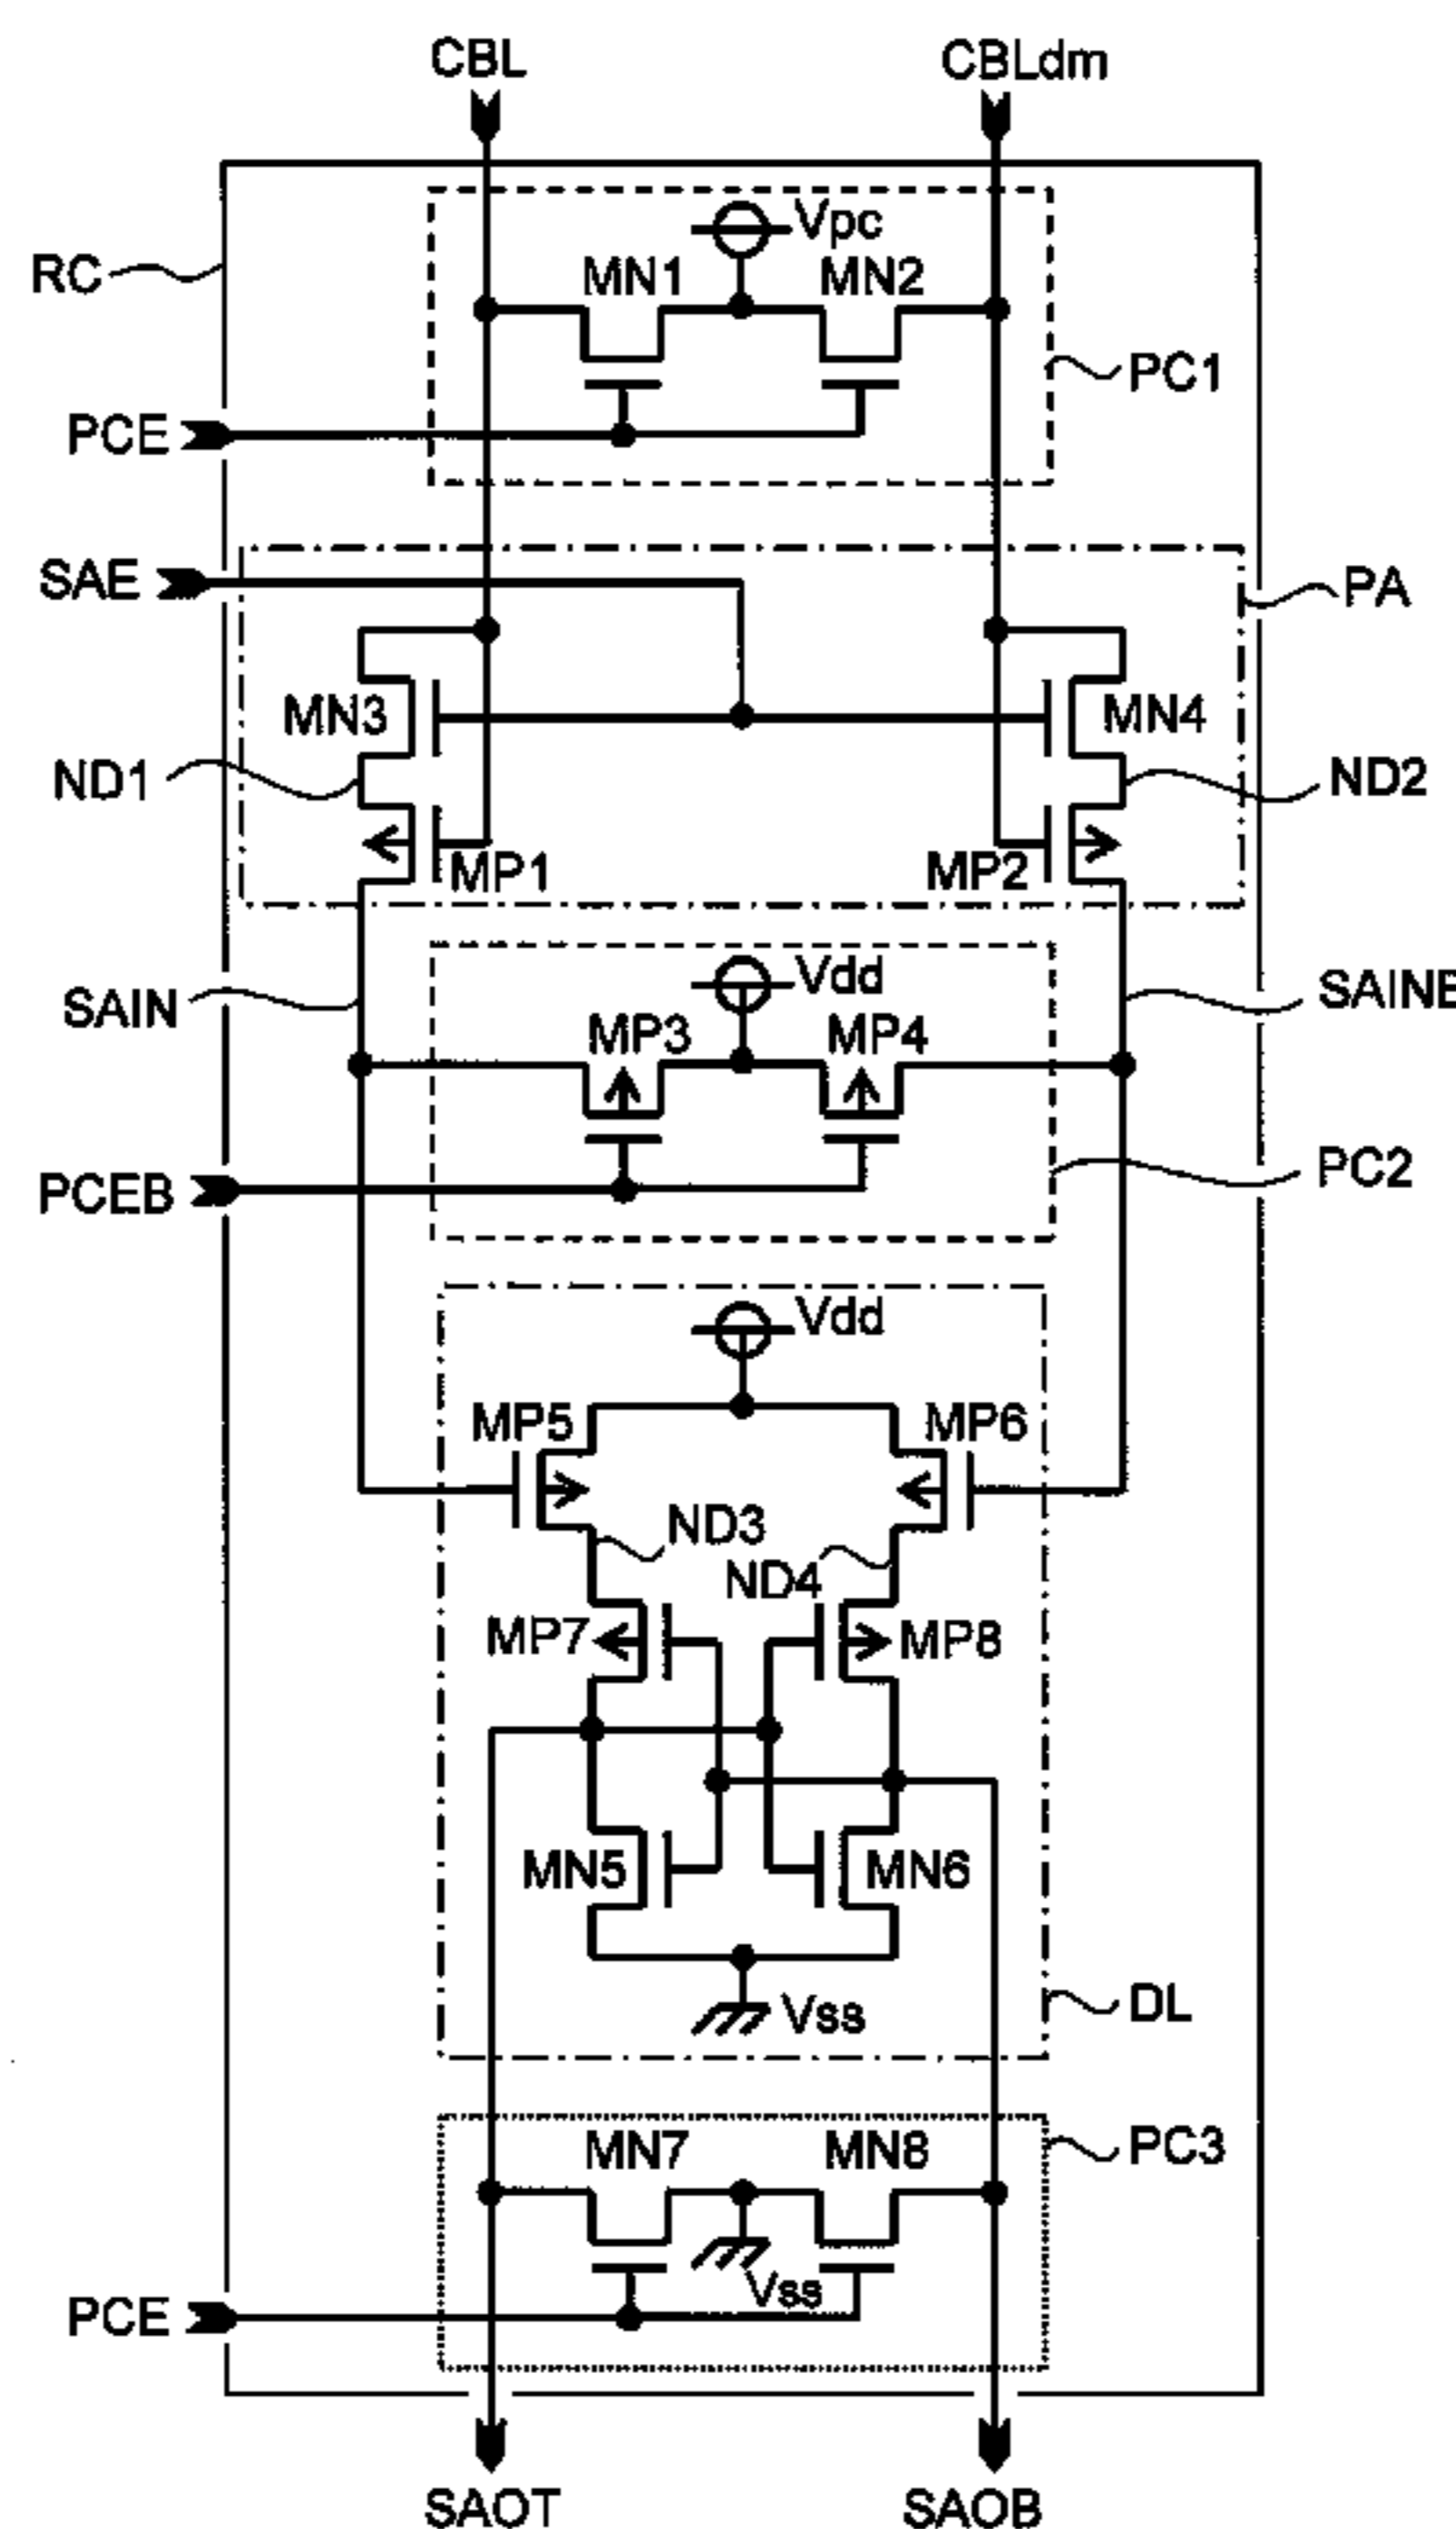 CBL
CBLdm
Vpc
RC
MN1
MN2
PC1
PCE
SAE
PA
MN3
MN4
ND1
ND2
MP1
MP2
Vdd
SAIN
SAINB
MP3
MP4
PCEB
PC2
Vdd
MP5
MP6
ND3
ND4
MP7
MP8
MN5
MN6
Vss
DL
MN7
MN8
PC3
Vss
PCE
SAOT
SAOB